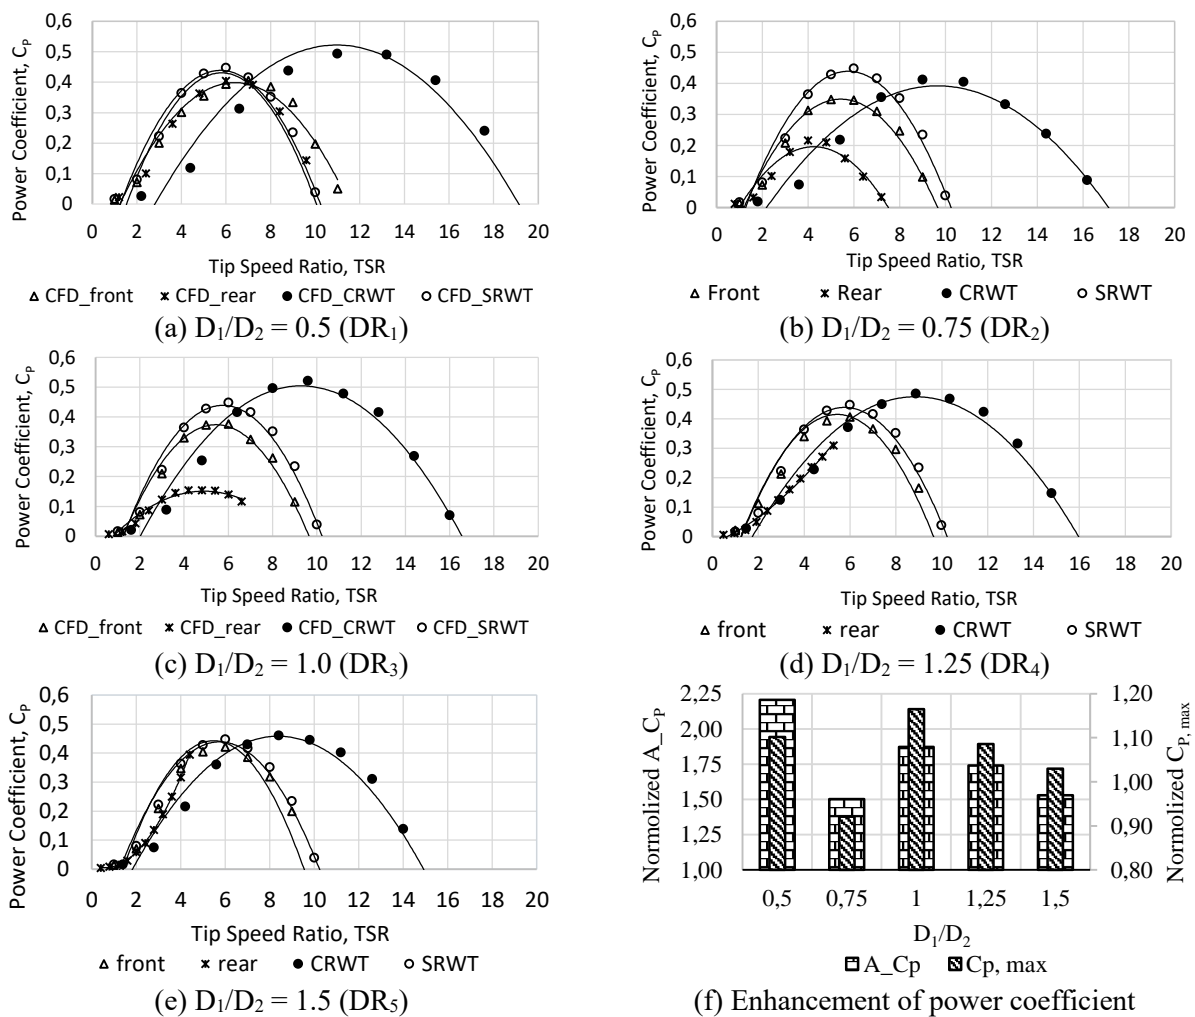 Power Coefficient, C_P
0,6
0,5
0,4
0,3
0,2
0,1
0
0 2 4 6 8 10 12 14 16 18 20
Tip Speed Ratio, TSR
CFD_front CFD_rear CFD_CRWT CFD_SRWT
(a) D₁/D₂ = 0.5 (DR₁)
Power Coefficient, C_P
0,6
0,5
0,4
0,3
0,2
0,1
0
0 2 4 6 8 10 12 14 16 18 20
Tip Speed Ratio, TSR
Front Rear CRWT SRWT
(b) D₁/D₂ = 0.75 (DR₂)
Power Coefficient, C_P
0,6
0,5
0,4
0,3
0,2
0,1
0
0 2 4 6 8 10 12 14 16 18 20
Tip Speed Ratio, TSR
CFD_front CFD_rear CFD_CRWT CFD_SRWT
(c) D₁/D₂ = 1.0 (DR₃)
Power Coefficient, C_P
0,6
0,5
0,4
0,3
0,2
0,1
0
0 2 4 6 8 10 12 14 16 18 20
Tip Speed Ratio, TSR
front rear CRWT SRWT
(d) D₁/D₂ = 1.25 (DR₄)
Power Coefficient, C_P
0,6
0,5
0,4
0,3
0,2
0,1
0
0 2 4 6 8 10 12 14 16 18 20
Tip Speed Ratio, TSR
front rear CRWT SRWT
(e) D₁/D₂ = 1.5 (DR₅)
Normolized A_C_P
2,25
2,00
1,75
1,50
1,25
1,00
1,20
1,10
1,00
0,90
0,80
Normolized C_P, max
0,5 0,75 1 1,25 1,5
D₁/D₂
A_Cp Cp, max
(f) Enhancement of power coefficient